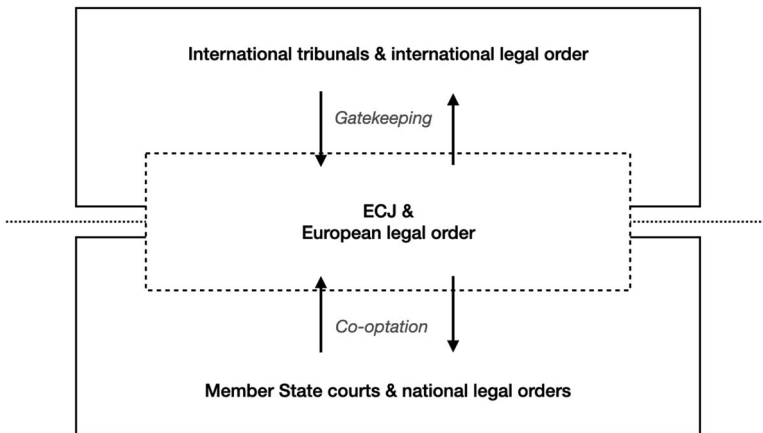 International tribunals & international legal order
Gatekeeping
ECJ &
European legal order
Co-optation
Member State courts & national legal orders